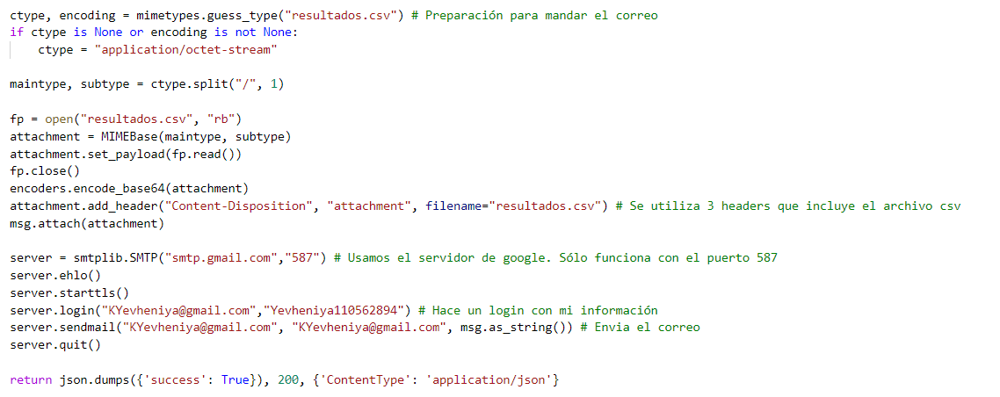 ctype, encoding = mimetypes.guess_type("resultados.csv") # Preparación para mandar el correo
if ctype is None or encoding is not None:
    ctype = "application/octet-stream"

maintype, subtype = ctype.split("/", 1)

fp = open("resultados.csv", "rb")
attachment = MIMEBase(maintype, subtype)
attachment.set_payload(fp.read())
fp.close()
encoders.encode_base64(attachment)
attachment.add_header("Content-Disposition", "attachment", filename="resultados.csv") # Se utiliza 3 headers que incluye el archivo csv
msg.attach(attachment)

server = smtplib.SMTP("smtp.gmail.com","587") # Usamos el servidor de google. Sólo funciona con el puerto 587
server.ehlo()
server.starttls()
server.login("KYevheniya@gmail.com","Yevheniya110562894") # Hace un login con mi información
server.sendmail("KYevheniya@gmail.com", "KYevheniya@gmail.com", msg.as_string()) # Envia el correo
server.quit()

return json.dumps({'success': True}), 200, {'ContentType': 'application/json'}